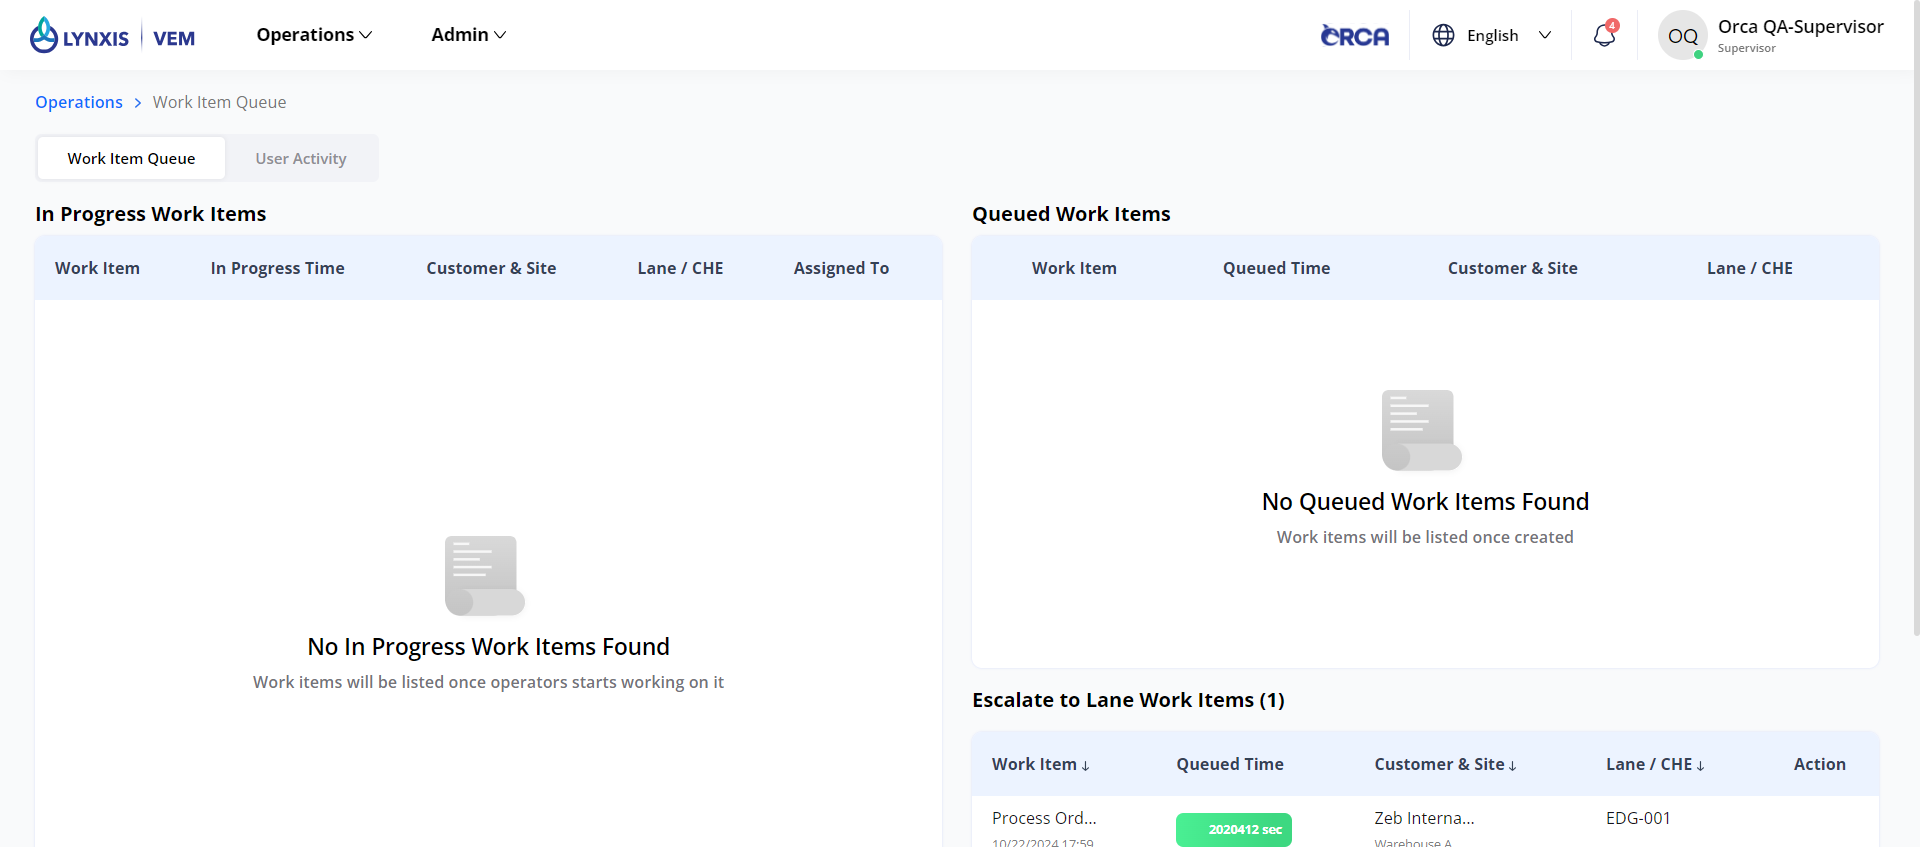 LYNXIS | VEM
Operations
Admin
ORCA
English
4
OQ
Orca QA-Supervisor
Supervisor
Operations > Work Item Queue
Work Item Queue
User Activity
In Progress Work Items
Work Item
In Progress Time
Customer & Site
Lane / CHE
Assigned To
No In Progress Work Items Found
Work items will be listed once operators starts working on it
Queued Work Items
Work Item
Queued Time
Customer & Site
Lane / CHE
No Queued Work Items Found
Work items will be listed once created
Escalate to Lane Work Items (1)
Work Item ↓
Queued Time
Customer & Site ↓
Lane / CHE ↓
Action
Process Ord...
10/22/2024 17:59
2020412 sec
Zeb Interna...
Warehouse A
EDG-001